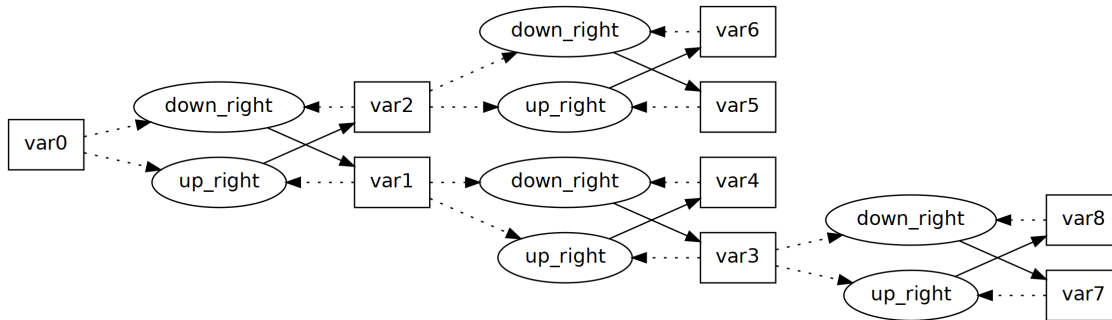 down_right
var6
down_right
var2
up_right
var5
var0
up_right
var1
down_right
var4
down_right
var8
up_right
var3
up_right
var7